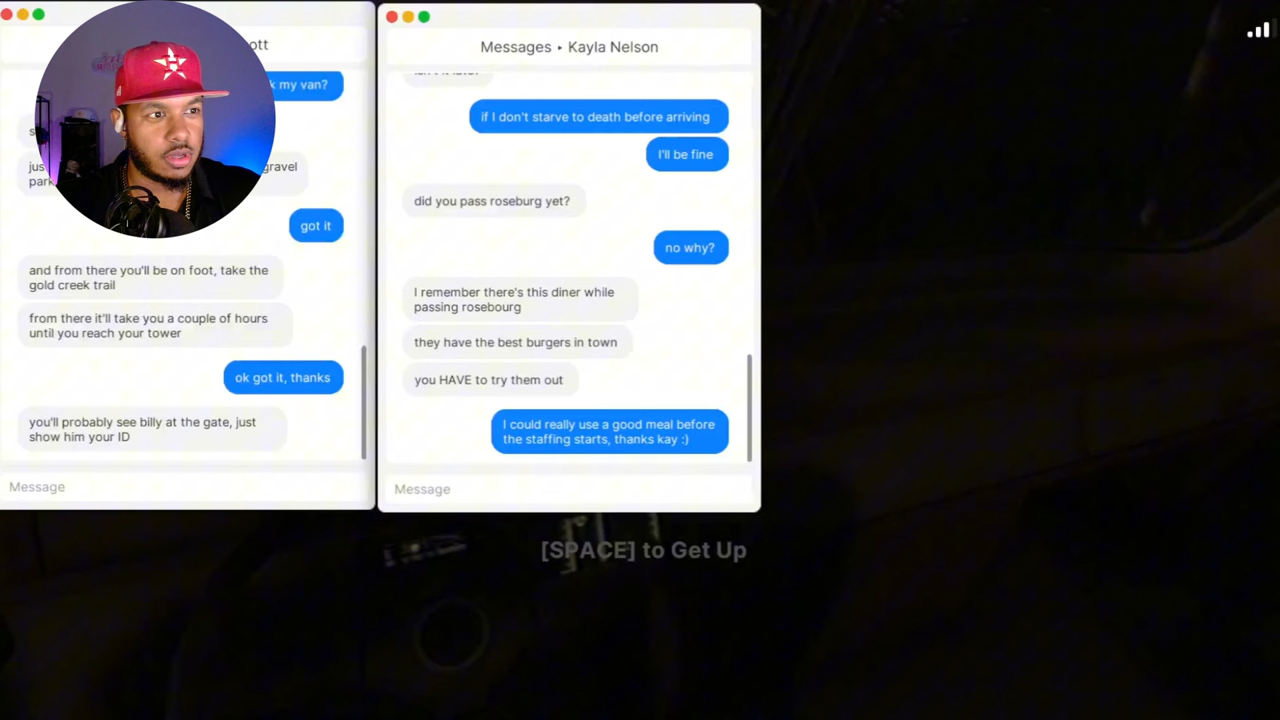 k my van?
jus
gravel
park
got it
and from there you'll be on foot, take the
gold creek trail
from there it'll take you a couple of hours
until you reach your tower
ok got it, thanks
you'll probably see billy at the gate, just
show him your ID
Message
Messages • Kayla Nelson
if I don't starve to death before arriving
I'll be fine
did you pass roseburg yet?
no why?
I remember there's this diner while
passing rosebourg
they have the best burgers in town
you HAVE to try them out
I could really use a good meal before
the staffing starts, thanks kay :)
Message
[SPACE] to Get Up